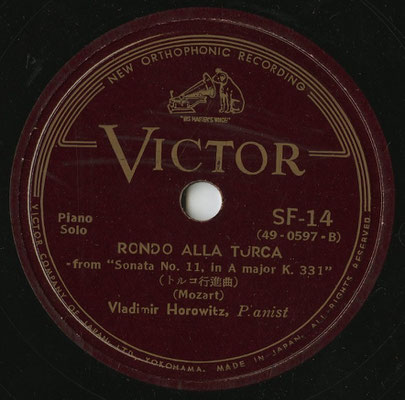 NEW ORTHOPHONIC RECORDING
"HIS MASTER'S VOICE"
VICTOR
Piano
Solo
SF-14
(49-0597-B)
RONDO ALLA TURCA
-from "Sonata No. 11, in A major K. 331"
(トルコ行進曲)
(Mozart)
Vladimir Horowitz, Pianist
VICTOR COMPANY OF JAPAN, LTD. YOKOHAMA. MADE IN JAPAN. ALL RIGHTS RESERVED.